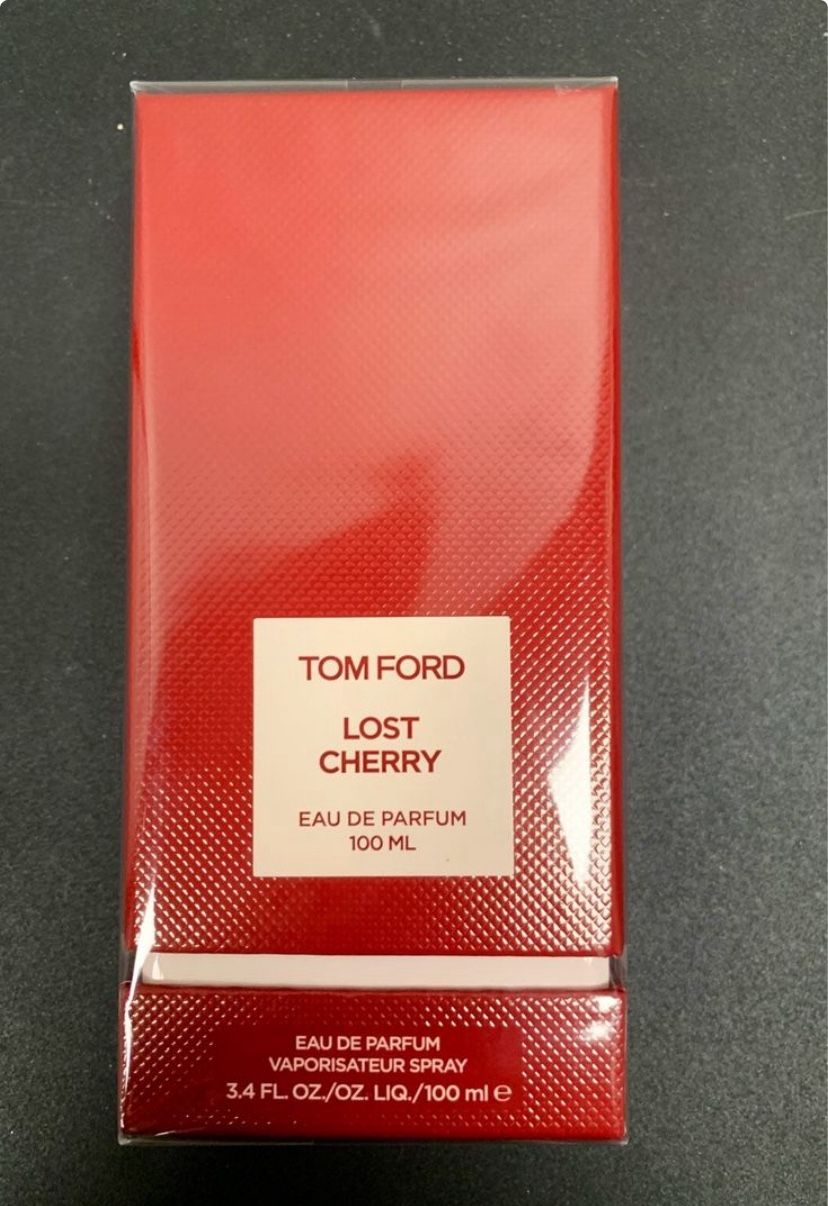 TOM FORD
LOST
CHERRY
EAU DE PARFUM
100 ML
EAU DE PARFUM
VAPORISATEUR SPRAY
3.4 FL. OZ./OZ. LIQ./100 ml ℮